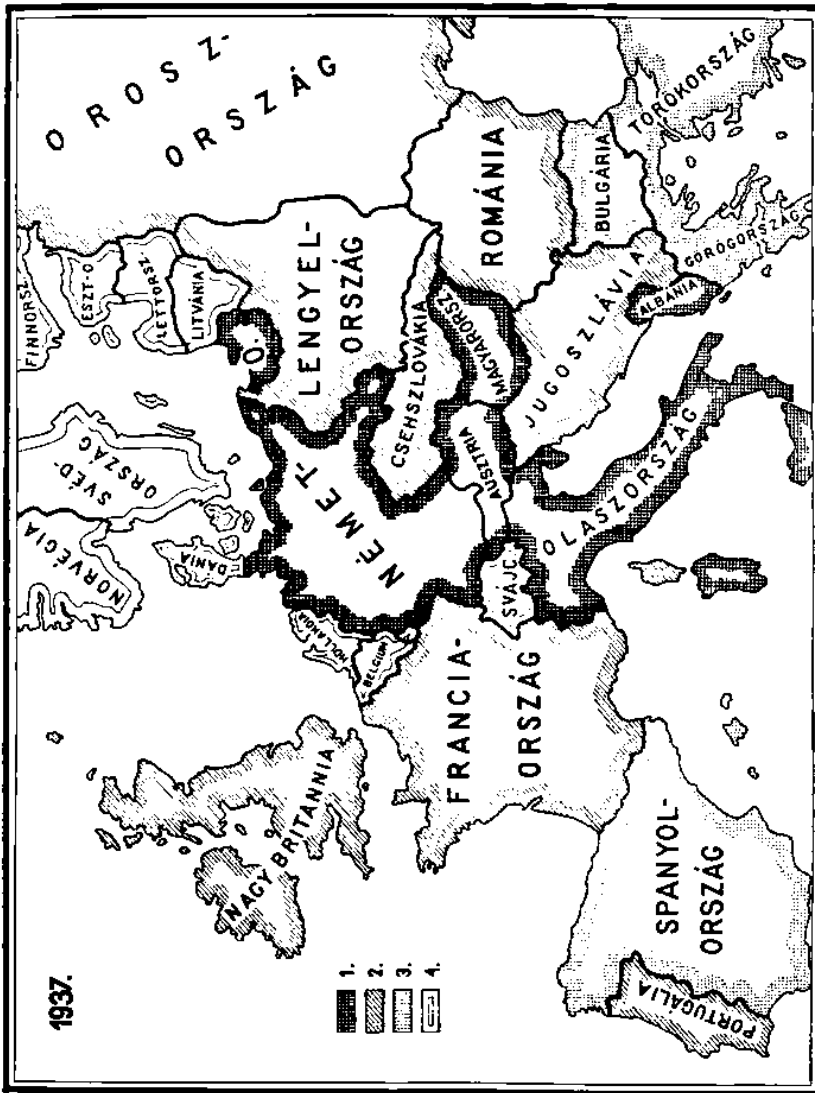 1937.
1.
2.
3.
4.
NORVÉGIA
SVÉD-
ORSZÁG
FINNORSZ.
ÉSZT-O.
LETTORSZ.
LITVÁNIA
DÁNIA
OROSZ-
ORSZÁG
NAGY BRITANNIA
HOLLANDIA
BELGIUM
NÉMET-
O.
LENGYEL-
ORSZÁG
CSEHSZLOVÁKIA
FRANCIA-
ORSZÁG
SVÁJC
AUSZTRIA
MAGYARORSZ.
ROMÁNIA
OLASZORSZÁG
JUGOSZLÁVIA
BULGÁRIA
ALBÁNIA
GÖRÖGORSZÁG
TÖRÖKORSZÁG
PORTUGÁLIA
SPANYOL-
ORSZÁG